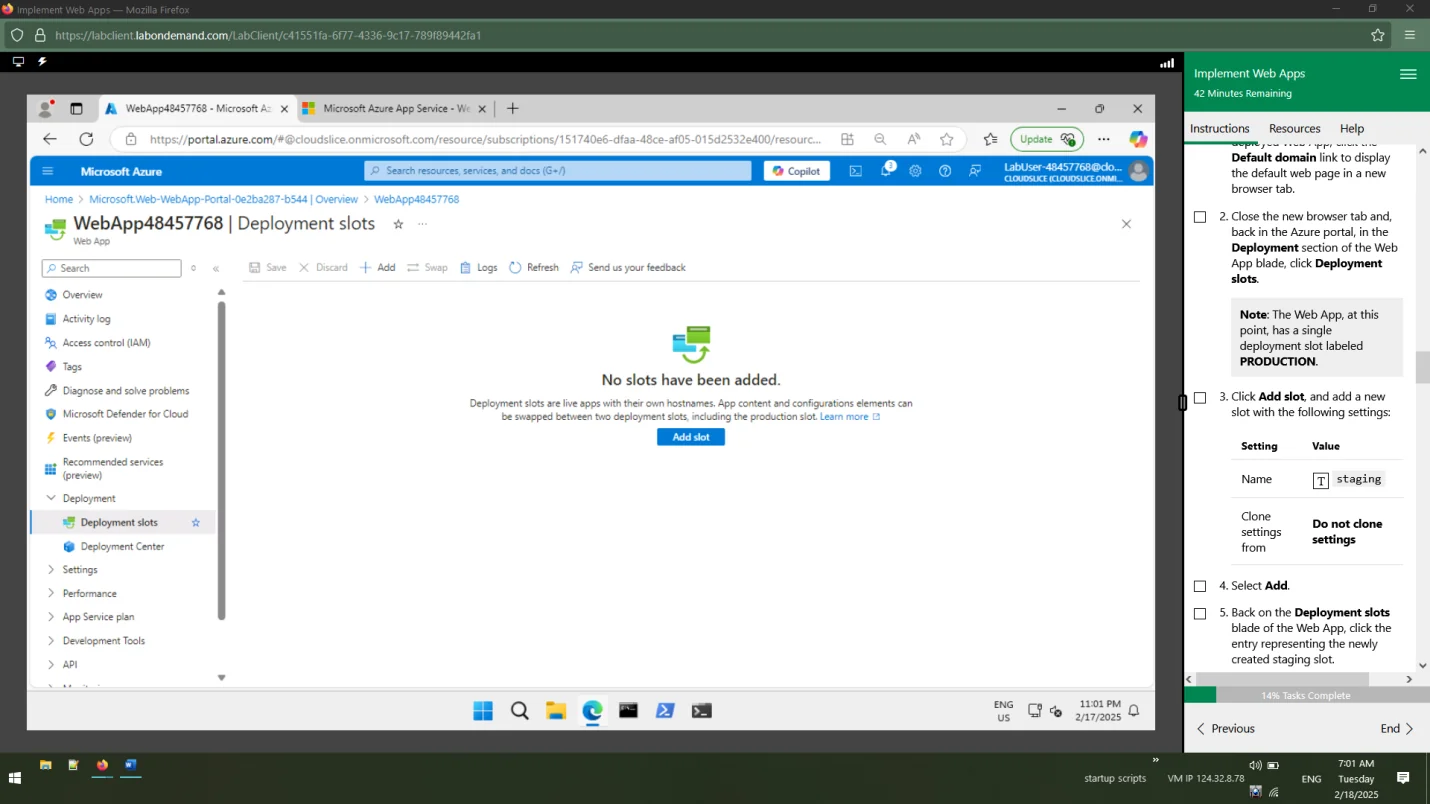 Implement Web Apps — Mozilla Firefox
https://labclient.labondemand.com/LabClient/c41551fa-6f77-4336-9c17-789f89442fa1
WebApp48457768 - Microsoft Az
Microsoft Azure App Service - We
https://portal.azure.com/#@cloudslice.onmicrosoft.com/resource/subscriptions/151740e6-dfaa-48ce-af05-015d2532e400/resourc...
Update
Microsoft Azure
Search resources, services, and docs (G+/)
Copilot
3
LabUser-48457768@do...
CLOUDSLICE (CLOUDSLICE.ONMI...
Home > Microsoft.Web-WebApp-Portal-0e2ba287-b544 | Overview > WebApp48457768
WebApp48457768 | Deployment slots
Web App
Search
Save
Discard
Add
Swap
Logs
Refresh
Send us your feedback
Overview
Activity log
Access control (IAM)
Tags
Diagnose and solve problems
Microsoft Defender for Cloud
Events (preview)
Recommended services
(preview)
Deployment
Deployment slots
Deployment Center
Settings
Performance
App Service plan
Development Tools
API
No slots have been added.
Deployment slots are live apps with their own hostnames. App content and configurations elements can
be swapped between two deployment slots, including the production slot. Learn more
Add slot
ENG
US
11:01 PM
2/17/2025
Implement Web Apps
42 Minutes Remaining
Instructions
Resources
Help
deployed Web App, click the
Default domain link to display
the default web page in a new
browser tab.
2. Close the new browser tab and,
back in the Azure portal, in the
Deployment section of the Web
App blade, click Deployment
slots.
Note: The Web App, at this
point, has a single
deployment slot labeled
PRODUCTION.
3. Click Add slot, and add a new
slot with the following settings:
Setting Value
Name T staging
Clone
settings
from
Do not clone
settings
4. Select Add.
5. Back on the Deployment slots
blade of the Web App, click the
entry representing the newly
created staging slot.
14% Tasks Complete
Previous
End
startup scripts
VM IP 124.32.8.78
ENG
7:01 AM
Tuesday
2/18/2025